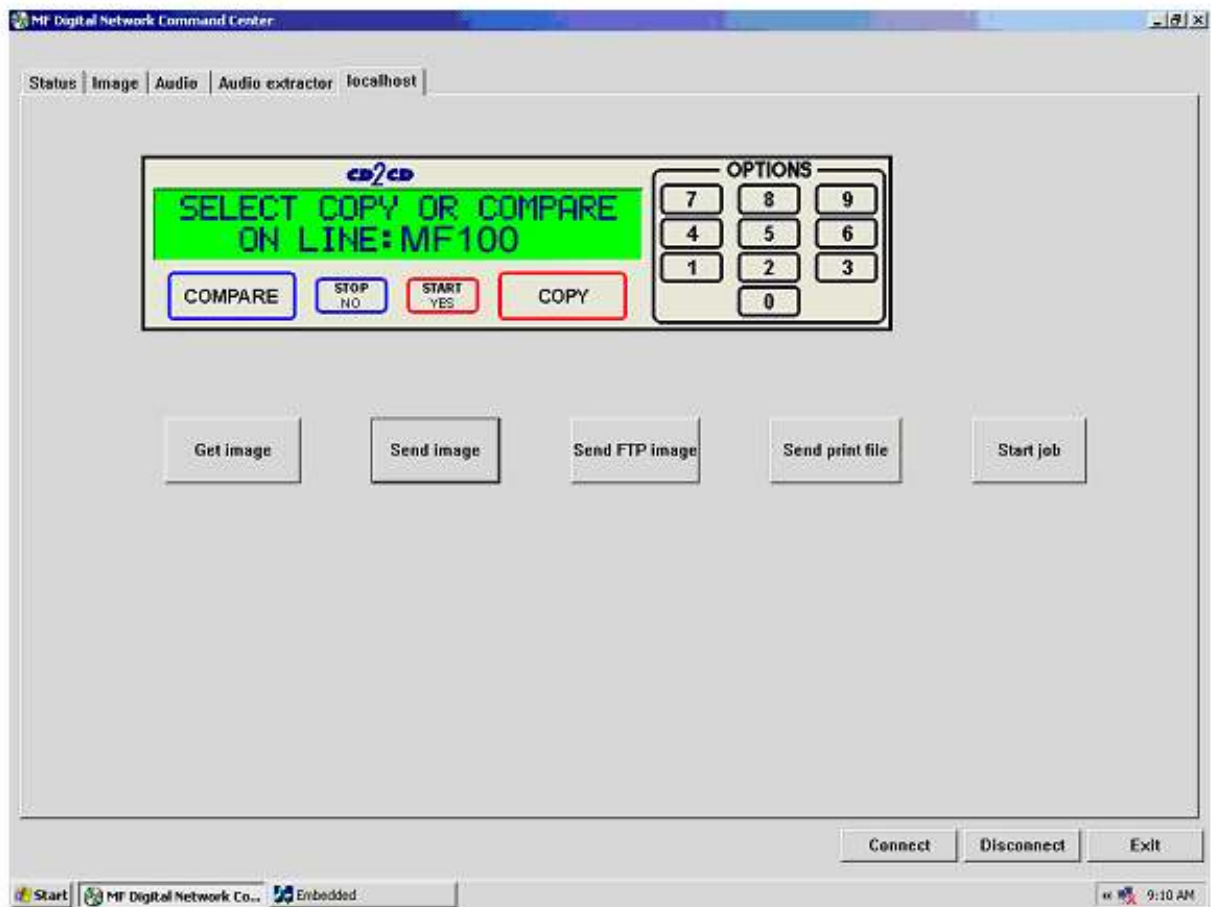 MF Digital Network Command Center
Status Image Audio Audio extractor localhost
CD2CD
SELECT COPY OR COMPARE
ON LINE:MF100
COMPARE
STOP
NO
START
YES
COPY
OPTIONS
7 8 9
4 5 6
1 2 3
0
Get image Send image Send FTP image Send print file Start job
Connect Disconnect Exit
Start MF Digital Network Co... Embedded « 9:10 AM